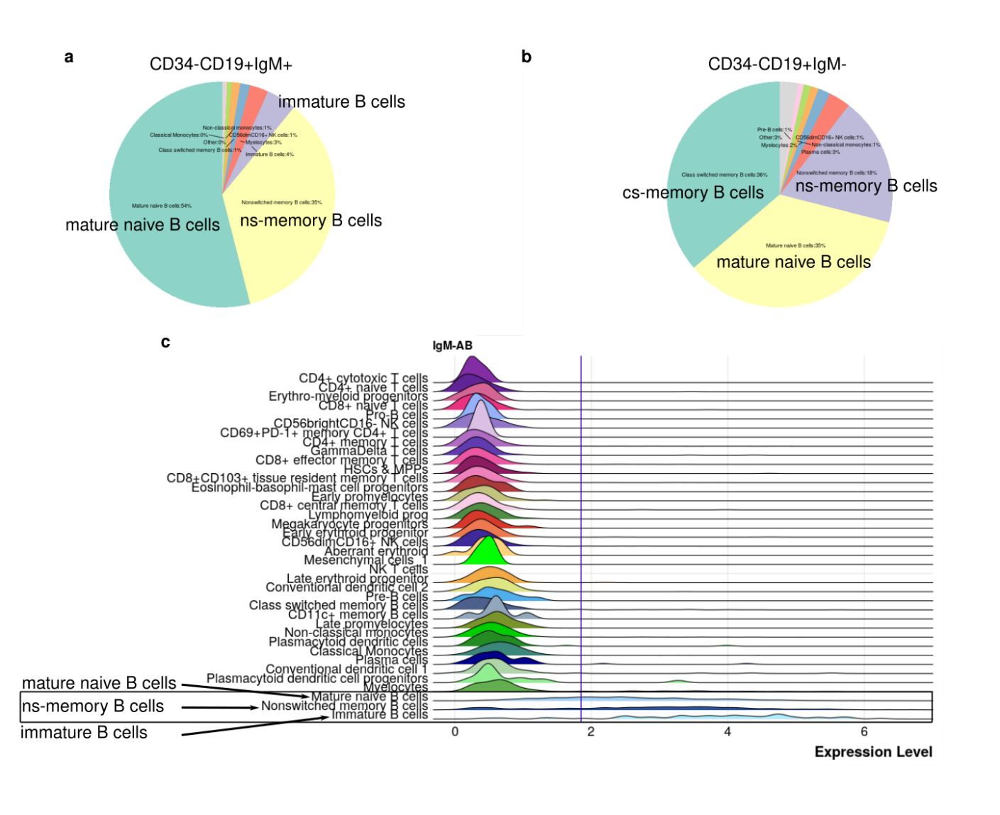 a
CD34-CD19+IgM+
immature B cells
Non-classical monocytes:1%
Classical Monocytes:0%
CD56dimCD16+ NK cells:1%
Other:0%
Myelocytes:3%
Class switched memory B cells:1%
Immature B cells:4%
Mature naive B cells:54%
Nonswitched memory B cells:35%
mature naive B cells
ns-memory B cells
b
CD34-CD19+IgM-
Pre-B cells:1%
Other:3%
CD56dimCD16+ NK cells:1%
Myelocytes:2%
Non-classical monocytes:1%
Plasma cells:3%
Class switched memory B cells:36%
Nonswitched memory B cells:18%
cs-memory B cells
ns-memory B cells
Mature naive B cells:35%
mature naive B cells
c
IgM-AB
CD4+ cytotoxic T cells
CD4+ naive T cells
Erythro-myeloid progenitors
CD8+ naive T cells
Pro-B cells
CD56brightCD16- NK cells
CD69+PD-1+ memory CD4+ T cells
CD4+ memory T cells
GammaDelta T cells
CD8+ effector memory T cells
HSCs & MPPs
CD8+CD103+ tissue resident memory T cells
Eosinophil-basophil-mast cell progenitors
Early promyelocytes
CD8+ central memory T cells
Lymphomyeloid prog
Megakaryocyte progenitors
Early erythroid progenitor
CD56dimCD16+ NK cells
Aberrant erythroid
Mesenchymal cells_1
NK T cells
Late erythroid progenitor
Conventional dendritic cell 2
Pre-B cells
Class switched memory B cells
CD11c+ memory B cells
Late promyelocytes
Non-classical monocytes
Plasmacytoid dendritic cells
Classical Monocytes
Plasma cells
Conventional dendritic cell 1
Plasmacytoid dendritic cell progenitors
Myelocytes
Mature naive B cells
Nonswitched memory B cells
Immature B cells
mature naive B cells
ns-memory B cells
immature B cells
0 2 4 6
Expression Level